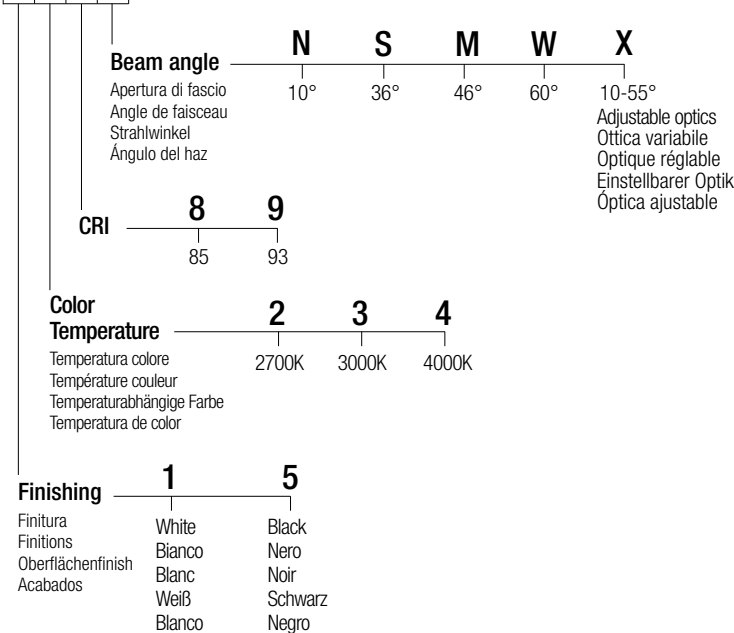 N S M W X
Beam angle
10° 36° 46° 60° 10-55°
Apertura di fascio
Angle de faisceau
Strahlwinkel
Ángulo del haz
Adjustable optics
Ottica variabile
Optique réglable
Einstellbarer Optik
Óptica ajustable
8 9
CRI
85 93
Color
Temperature
2 3 4
2700K 3000K 4000K
Temperatura colore
Température couleur
Temperaturabhängige Farbe
Temperatura de color
1 5
Finishing
Finitura
Finitions
Oberflächenfinish
Acabados
White
Bianco
Blanc
Weiß
Blanco
Black
Nero
Noir
Schwarz
Negro